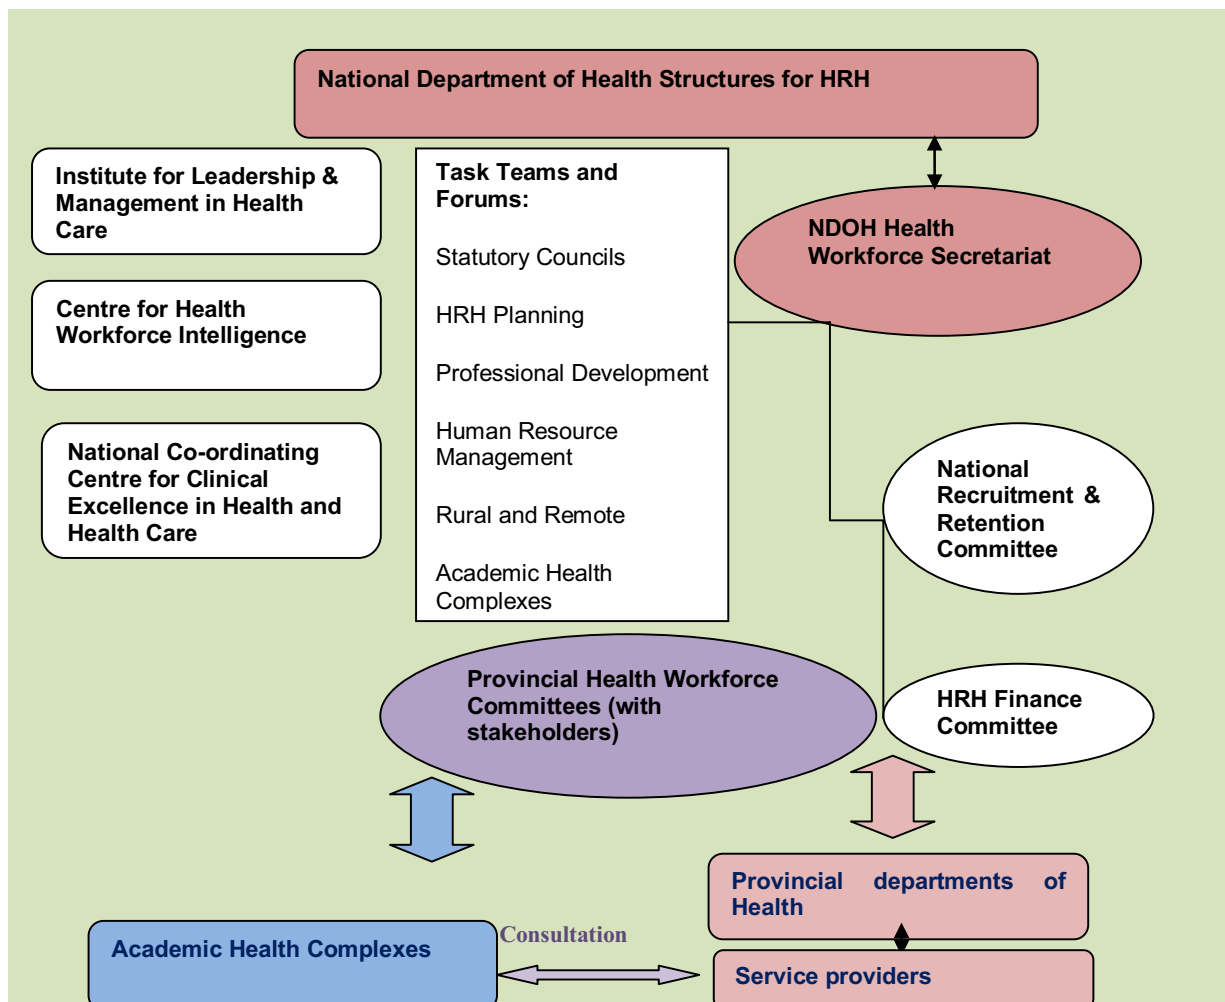 National Department of Health Structures for HRH
Institute for Leadership &
Management in Health
Care
Centre for Health
Workforce Intelligence
National Co-ordinating
Centre for Clinical
Excellence in Health and
Health Care
Task Teams and
Forums:
Statutory Councils
HRH Planning
Professional Development
Human Resource
Management
Rural and Remote
Academic Health
Complexes
NDOH Health
Workforce Secretariat
National
Recruitment &
Retention
Committee
HRH Finance
Committee
Provincial Health Workforce
Committees (with
stakeholders)
Provincial departments of
Health
Academic Health Complexes
Consultation
Service providers